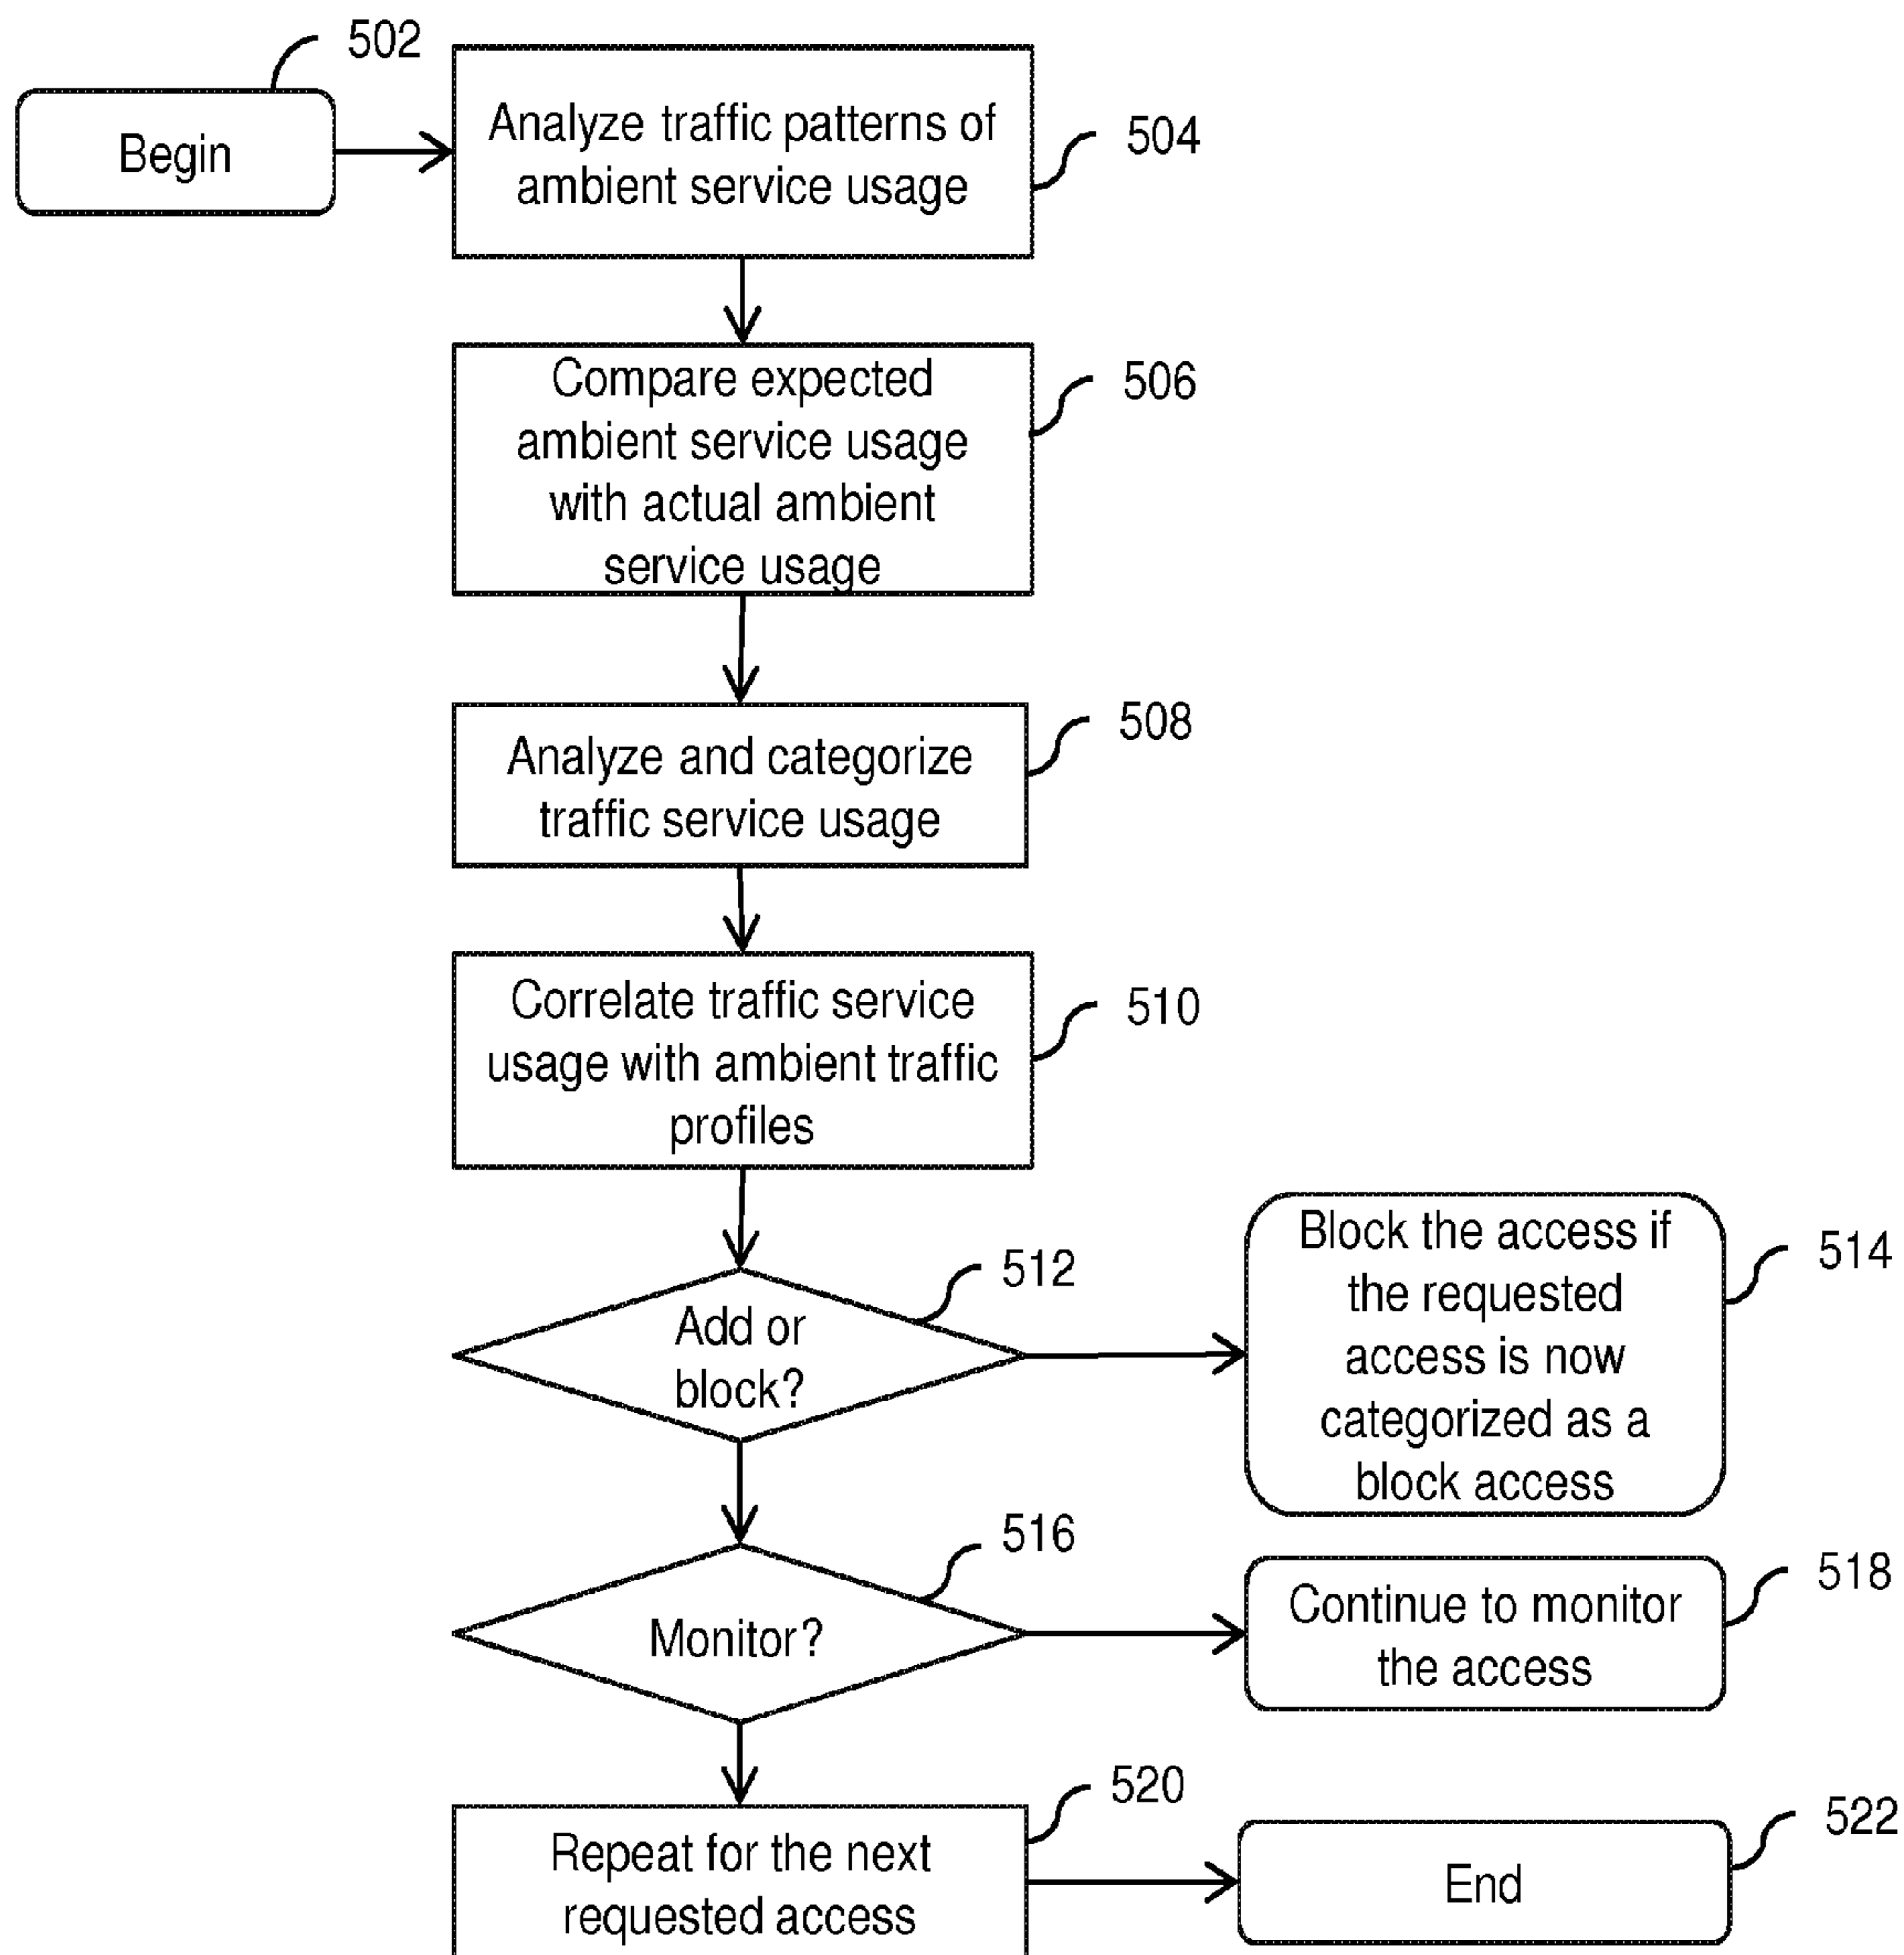 502
Begin
Analyze traffic patterns of
ambient service usage
504
Compare expected
ambient service usage
with actual ambient
service usage
506
Analyze and categorize
traffic service usage
508
Correlate traffic service
usage with ambient traffic
profiles
510
Add or
block?
512
Block the access if
the requested
access is now
categorized as a
block access
514
Monitor?
516
Continue to monitor
the access
518
Repeat for the next
requested access
520
End
522